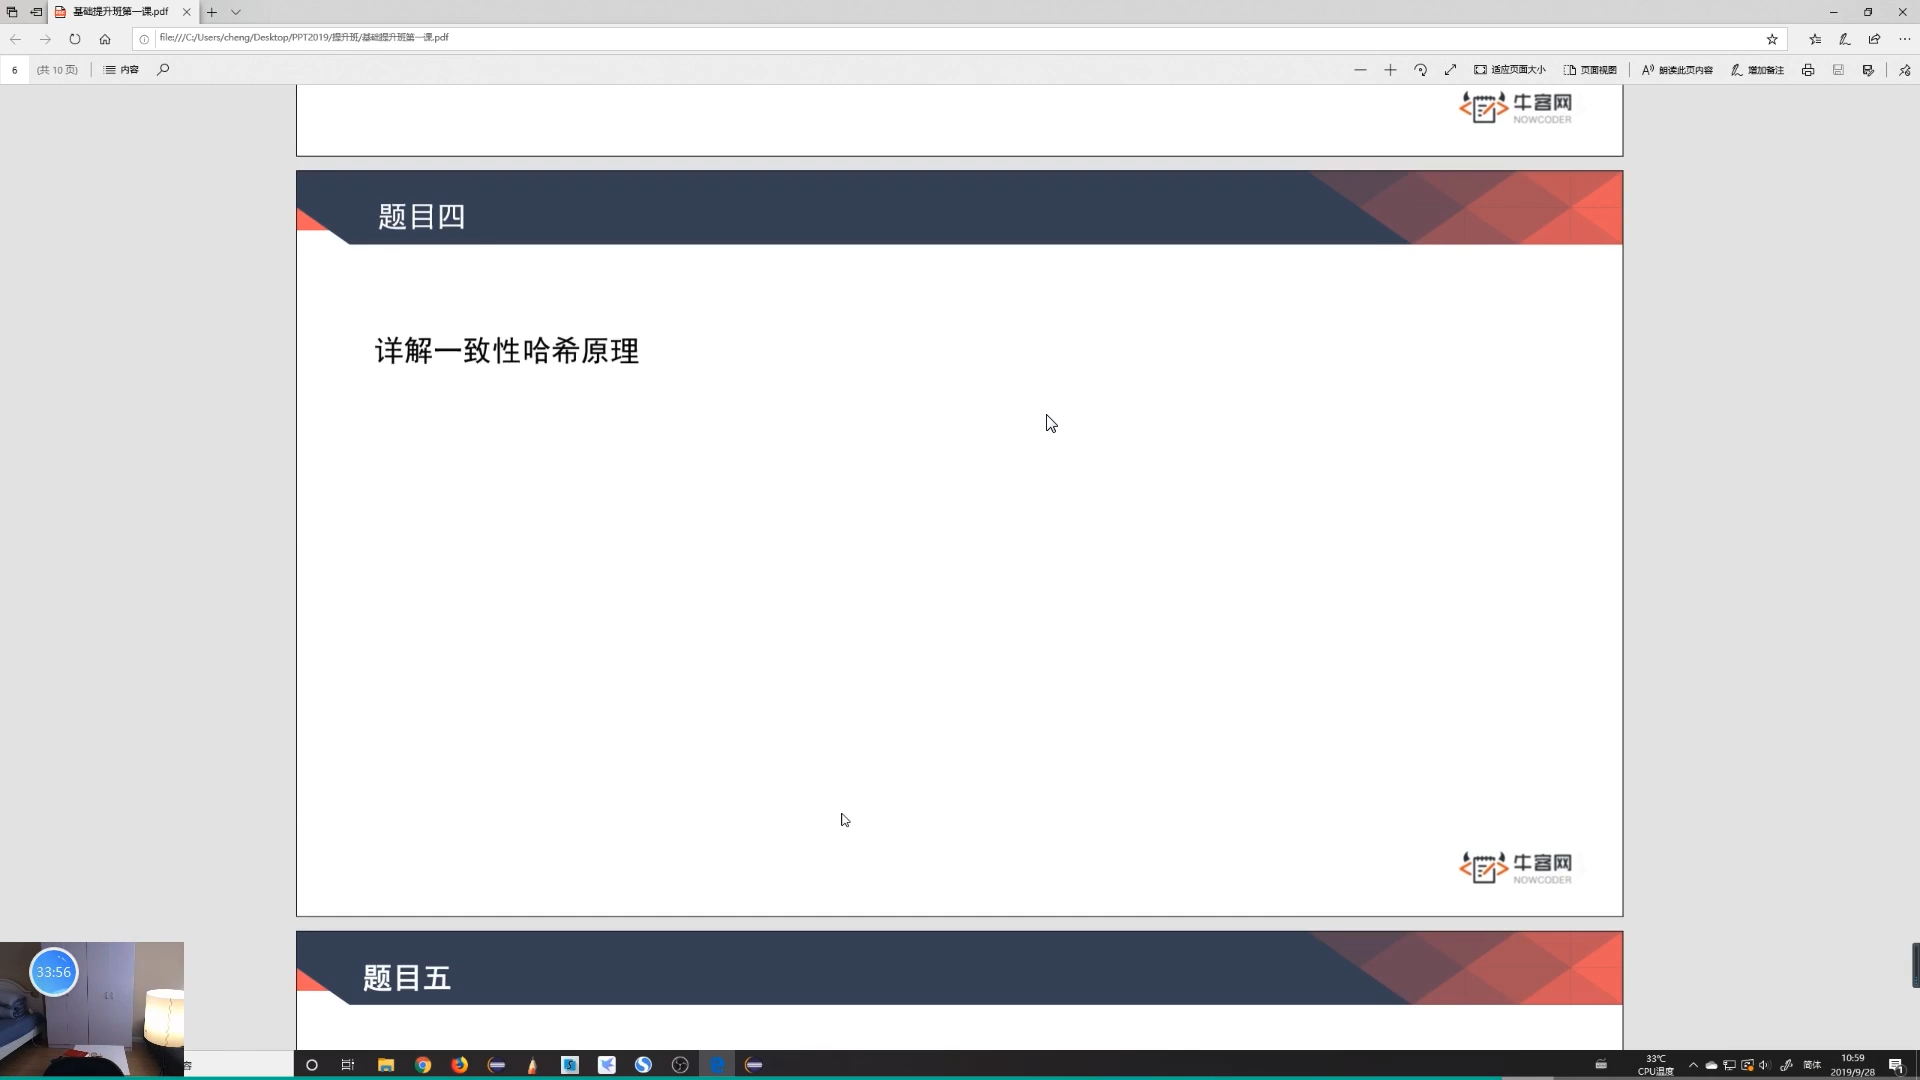 基础提升班第一课.pdf
file:///C:/Users/cheng/Desktop/PPT2019/提升班/基础提升班第一课.pdf
6 (共 10 页) 内容 适应页面大小 页面视图 朗读此页内容 增加备注
牛客网
NOWCODER
题目四
详解一致性哈希原理
牛客网
NOWCODER
题目五
33:56
33℃
CPU温度
简体
10:59
2019/9/28
1